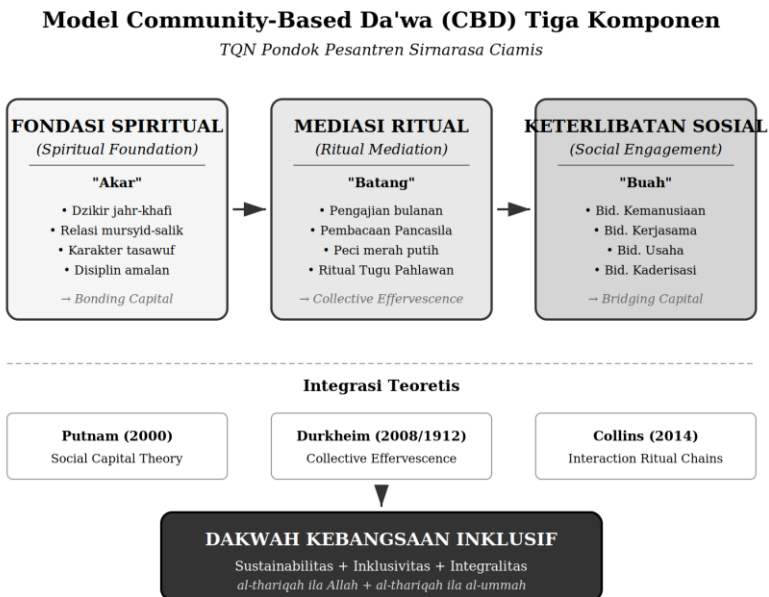 Model Community-Based Da'wa (CBD) Tiga Komponen
TQN Pondok Pesantren Sirnarasa Ciamis
FONDASI SPIRITUAL
(Spiritual Foundation)
"Akar"
• Dzikir jahr-khafi
• Relasi mursyid-salik
• Karakter tasawuf
• Disiplin amalan
→ Bonding Capital
MEDIASI RITUAL
(Ritual Mediation)
"Batang"
• Pengajian bulanan
• Pembacaan Pancasila
• Peci merah putih
• Ritual Tugu Pahlawan
→ Collective Effervescence
KETERLIBATAN SOSIAL
(Social Engagement)
"Buah"
• Bid. Kemanusiaan
• Bid. Kerjasama
• Bid. Usaha
• Bid. Kaderisasi
→ Bridging Capital
Integrasi Teoretis
Putnam (2000)
Social Capital Theory
Durkheim (2008/1912)
Collective Effervescence
Collins (2014)
Interaction Ritual Chains
DAKWAH KEBANGSAAN INKLUSIF
Sustainabilitas + Inklusivitas + Integralitas
al-thariqah ila Allah + al-thariqah ila al-ummah